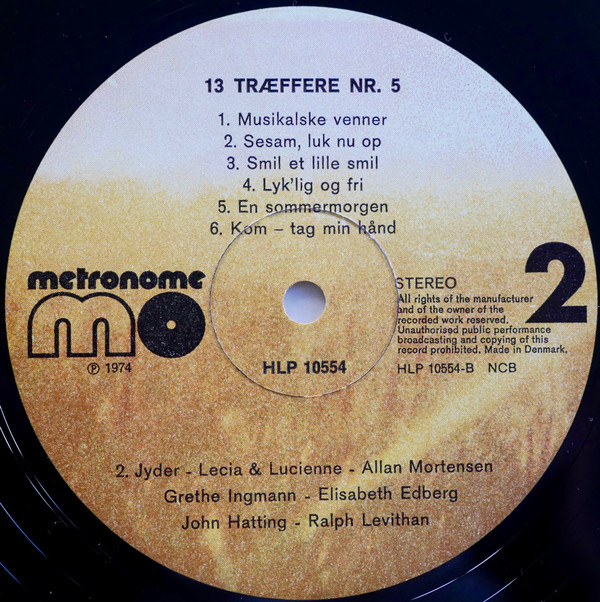 13 TRÆFFERE NR. 5
1. Musikalske venner
2. Sesam, luk nu op
3. Smil et lille smil
4. Lyk'lig og fri
5. En sommermorgen
6. Kom – tag min hånd
metronome
mo
℗ 1974
HLP 10554
STEREO
2
All rights of the manufacturer
and of the owner of the
recorded work reserved.
Unauthorised public performance
broadcasting and copying of this
record prohibited. Made in Denmark.
HLP 10554-B NCB
2. Jyder - Lecia & Lucienne - Allan Mortensen
Grethe Ingmann - Elisabeth Edberg
John Hatting - Ralph Levithan